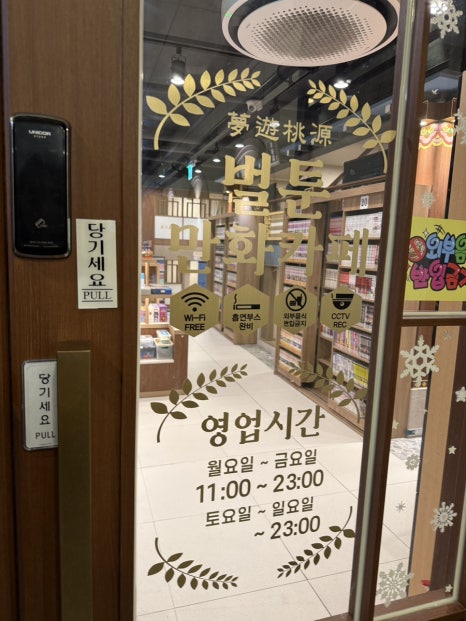 夢遊桃源
벌툰
만화카페
Wi-Fi
FREE
흡연부스
완비
외부음식
반입금지
CCTV
REC
영업시간
월요일 ~ 금요일
11:00 ~ 23:00
토요일 ~ 일요일
~ 23:00
UNICOR
당기세요
PULL
당기세요
PULL
외부음
반입금지